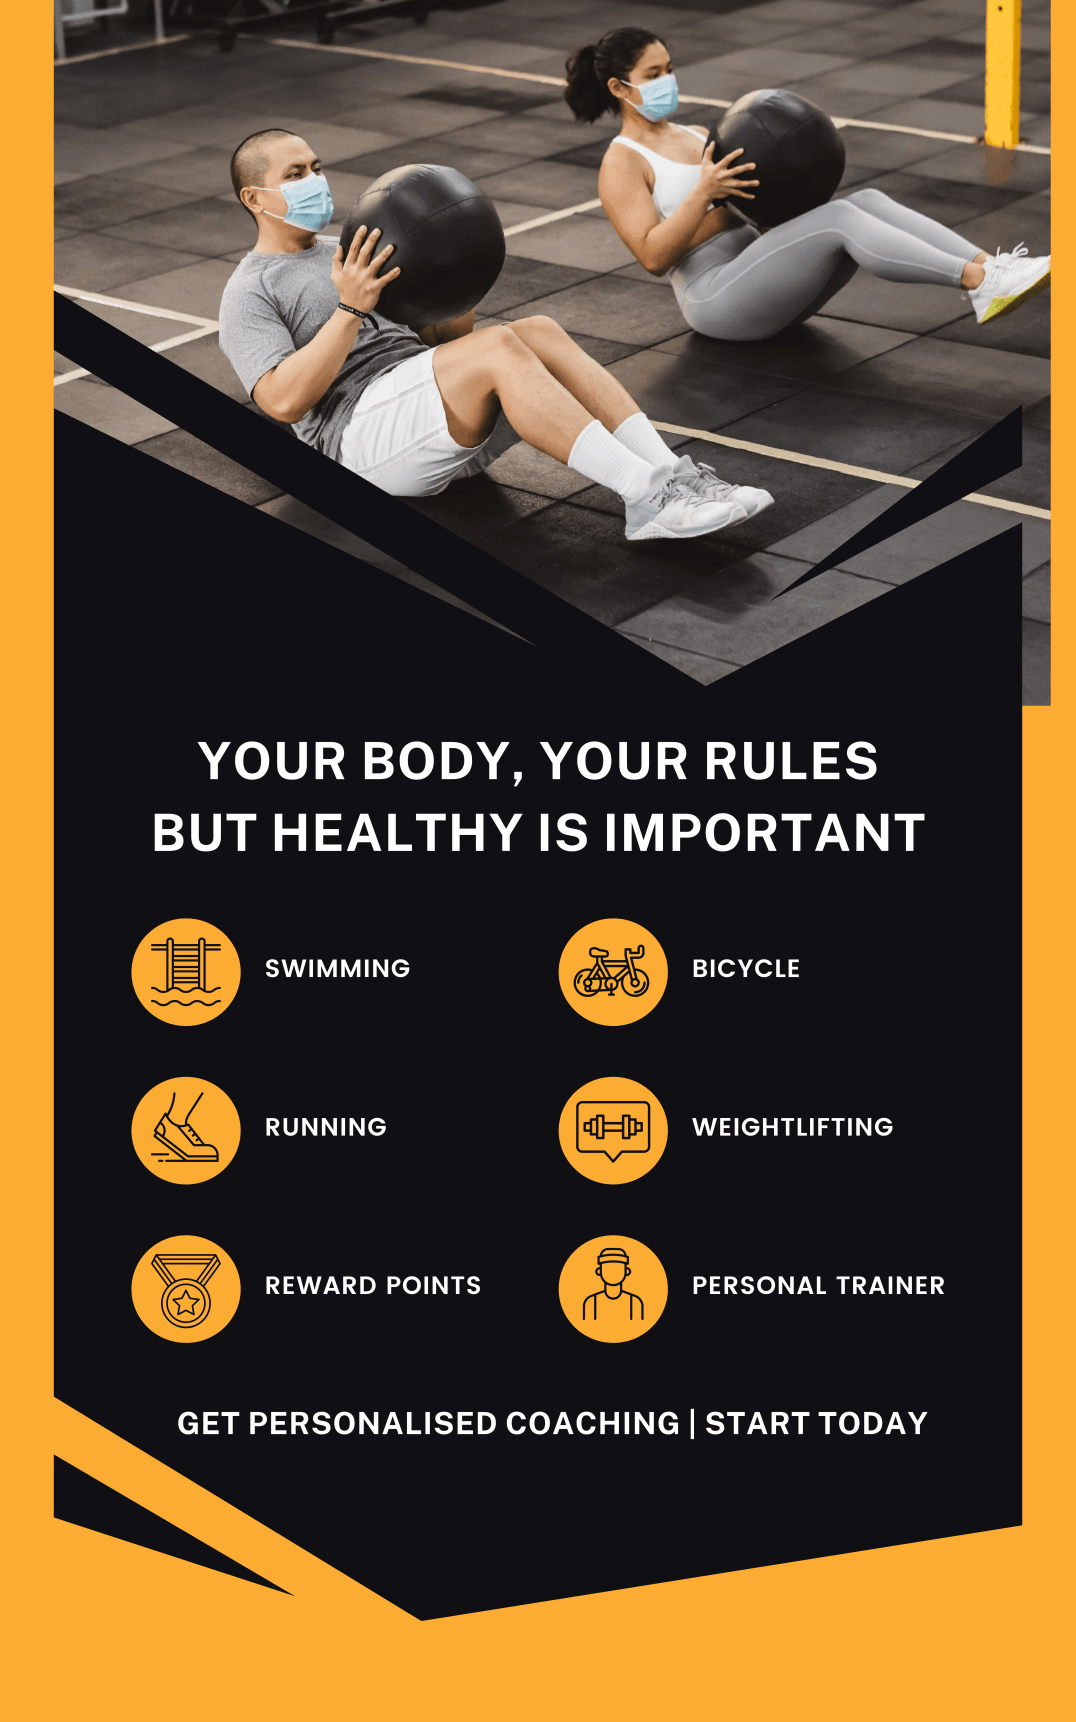 YOUR BODY, YOUR RULES
BUT HEALTHY IS IMPORTANT
SWIMMING
BICYCLE
RUNNING
WEIGHTLIFTING
REWARD POINTS
PERSONAL TRAINER
GET PERSONALISED COACHING | START TODAY